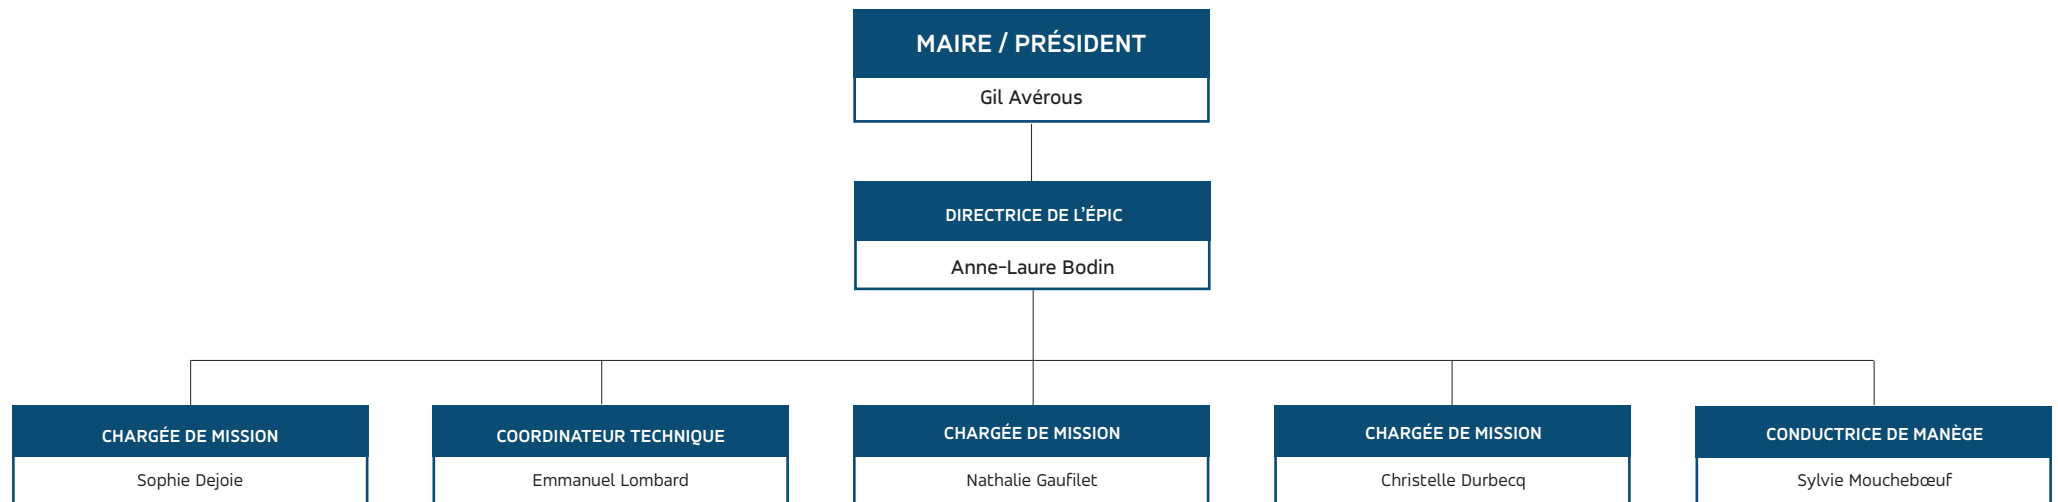 MAIRE / PRÉSIDENT
Gil Avérous
DIRECTRICE DE L'ÉPIC
Anne-Laure Bodin
CHARGÉE DE MISSION
Sophie Dejoie
COORDINATEUR TECHNIQUE
Emmanuel Lombard
CHARGÉE DE MISSION
Nathalie Gaufilet
CHARGÉE DE MISSION
Christelle Durbecq
CONDUCTRICE DE MANÈGE
Sylvie Mouchebœuf